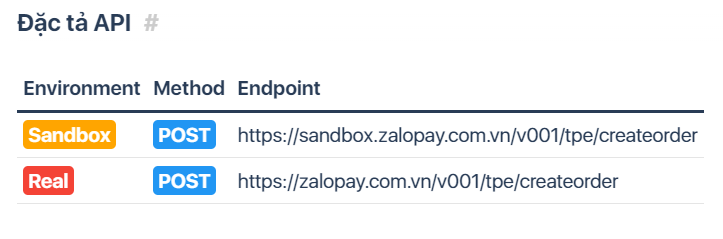 Đặc tả API #
Environment Method Endpoint
Sandbox POST https://sandbox.zalopay.com.vn/v001/tpe/createorder
Real POST https://zalopay.com.vn/v001/tpe/createorder